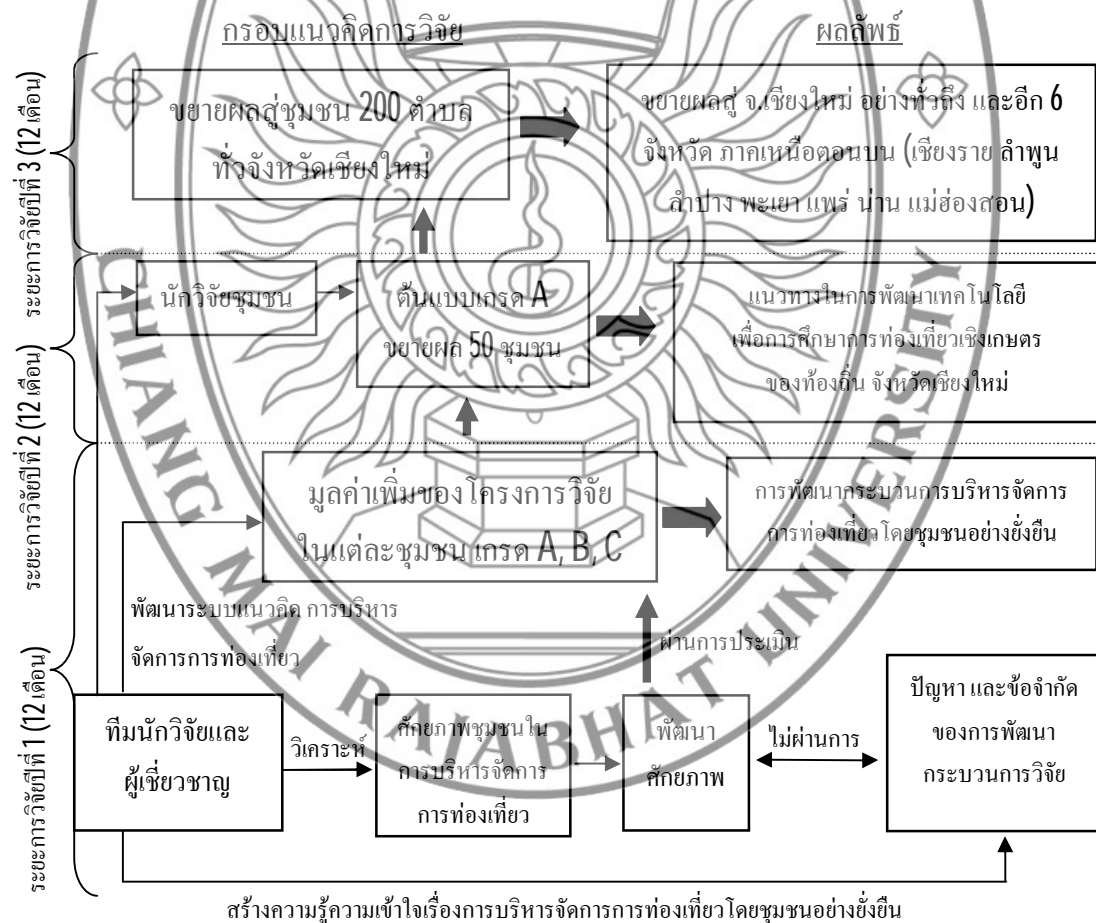 กรอบแนวคิดการวิจัย
ผลลัพธ์
ระยะการวิจัยปีที่ 3 (12 เดือน)
ขยายผลสู่ชุมชน 200 ตำบล
ทั่วจังหวัดเชียงใหม่
ขยายผลสู่ จ.เชียงใหม่ อย่างทั่วถึง และอีก 6
จังหวัด ภาคเหนือตอนบน (เชียงราย ลำพูน
ลำปาง พะเยา แพร่ น่าน แม่ฮ่องสอน)
ระยะการวิจัยปีที่ 2 (12 เดือน)
นักวิจัยชุมชน
ต้นแบบเกรด A
ขยายผล 50 ชุมชน
แนวทางในการพัฒนาเทคโนโลยี
เพื่อการศึกษาการท่องเที่ยวเชิงเกษตร
ของท้องถิ่น จังหวัดเชียงใหม่
ระยะการวิจัยปีที่ 1 (12 เดือน)
มูลค่าเพิ่มของโครงการวิจัย
ในแต่ละชุมชน เกรด A, B, C
การพัฒนากระบวนการบริหารจัดการ
การท่องเที่ยวโดยชุมชนอย่างยั่งยืน
พัฒนาระบบแนวคิด การบริหาร
จัดการการท่องเที่ยว
ผ่านการประเมิน
ทีมนักวิจัยและ
ผู้เชี่ยวชาญ
วิเคราะห์
ศักยภาพชุมชนใน
การบริหารจัดการ
การท่องเที่ยว
พัฒนา
ศักยภาพ
ไม่ผ่านการ
ปัญหา และข้อจำกัด
ของการพัฒนา
กระบวนการวิจัย
สร้างความรู้ความเข้าใจเรื่องการบริหารจัดการการท่องเที่ยวโดยชุมชนอย่างยั่งยืน
CHIANG MAI RAJABHAT UNIVERSITY